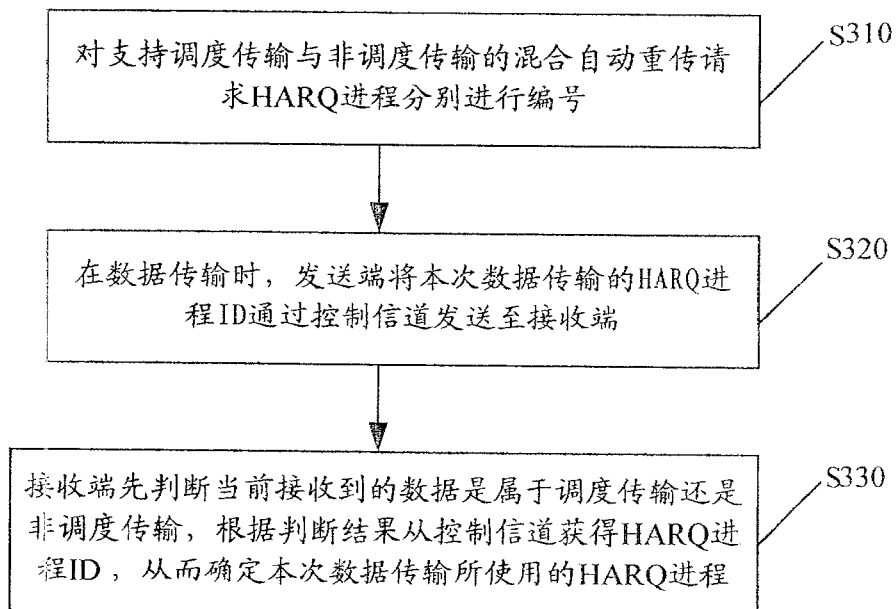 对支持调度传输与非调度传输的混合自动重传请
求HARQ进程分别进行编号
S310
在数据传输时，发送端将本次数据传输的HARQ进
程ID通过控制信道发送至接收端
S320
接收端先判断当前接收到的数据是属于调度传输还是
非调度传输，根据判断结果从控制信道获得HARQ进
程ID，从而确定本次数据传输所使用的HARQ进程
S330